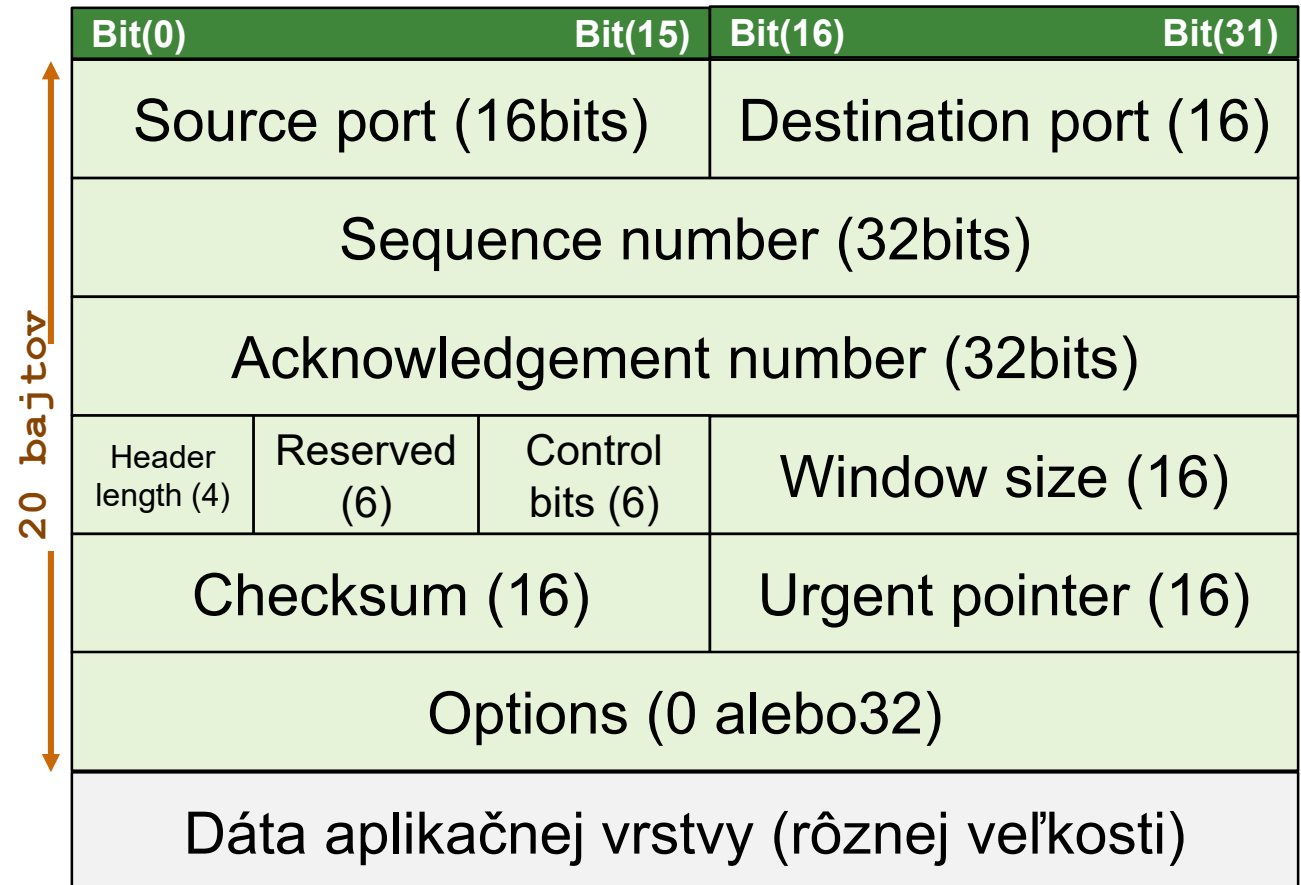 Bit(0) Bit(15) Bit(16) Bit(31)
20 bajtov
Source port (16bits) Destination port (16)
Sequence number (32bits)
Acknowledgement number (32bits)
Header length (4) Reserved (6) Control bits (6) Window size (16)
Checksum (16) Urgent pointer (16)
Options (0 alebo32)
Dáta aplikačnej vrstvy (rôznej veľkosti)